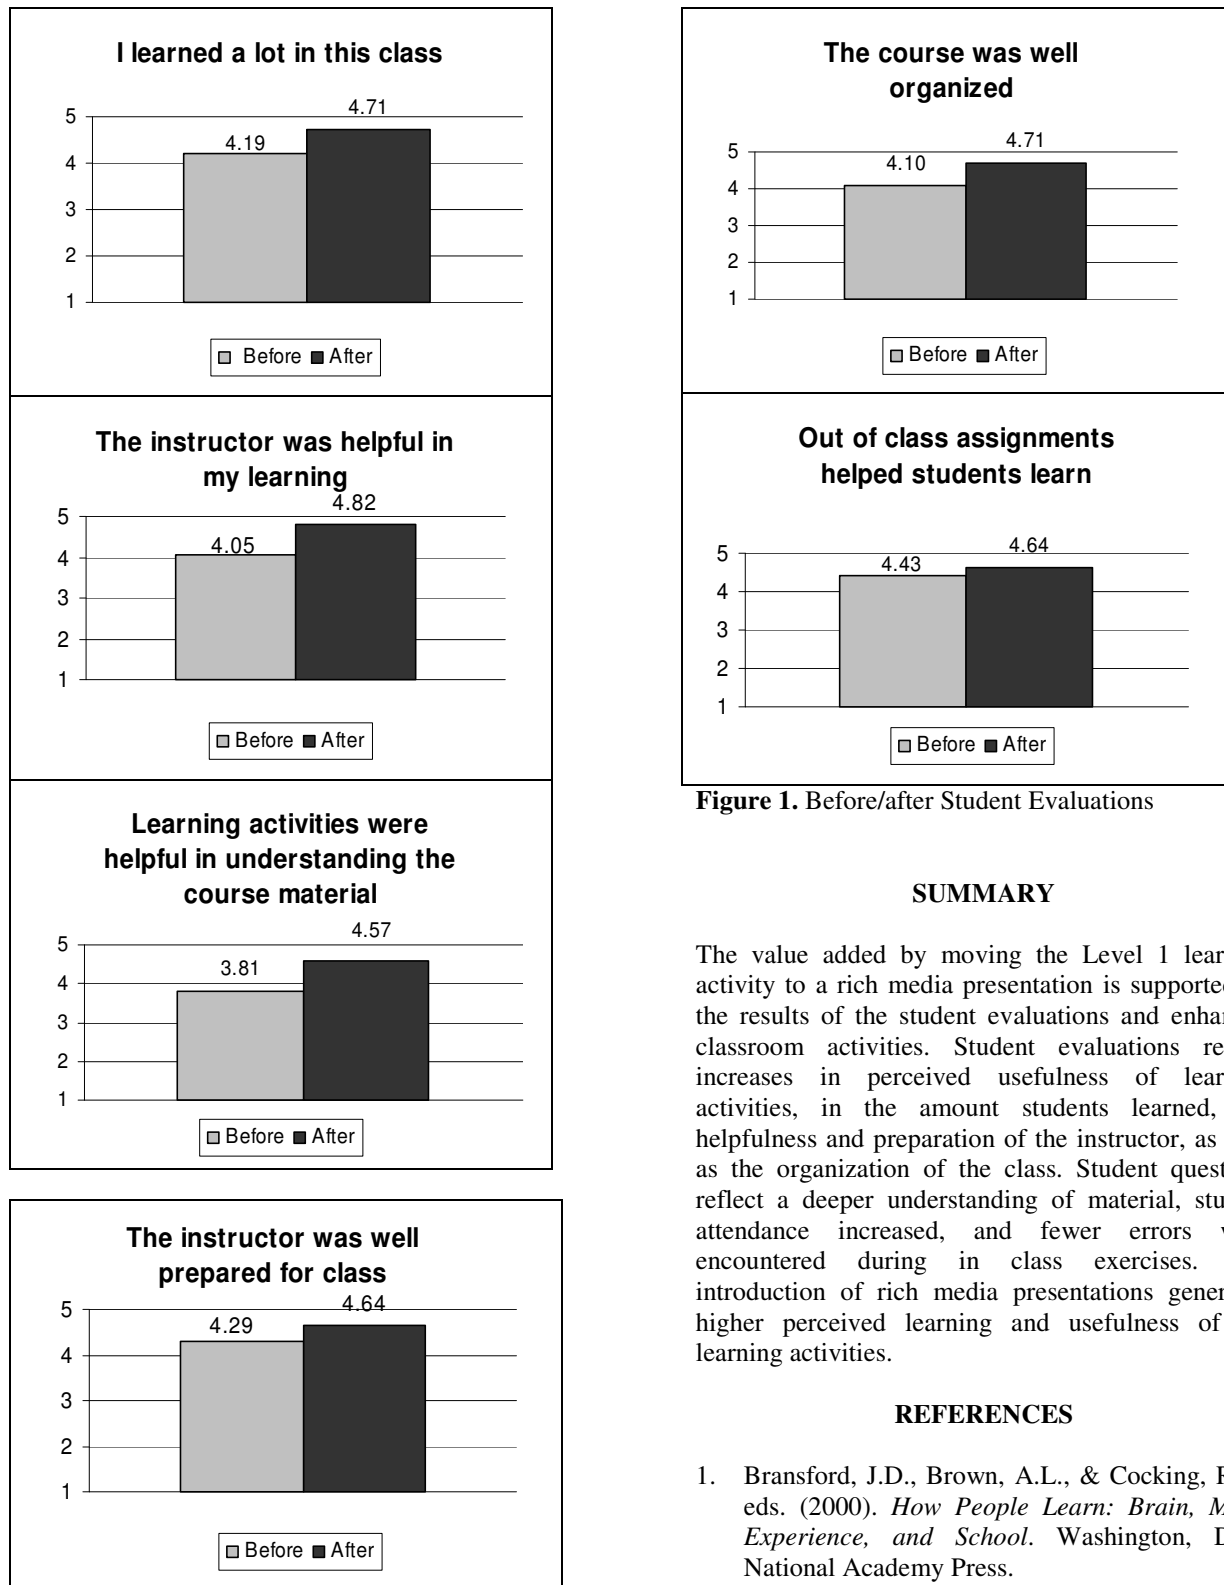 I learned a lot in this class
4.71
5
4.19
4
3
2
1
Before After
The instructor was helpful in
my learning
4.82
5
4.05
4
3
2
1
Before After
Learning activities were
helpful in understanding the
course material
4.57
5
3.81
4
3
2
1
Before After
The instructor was well
prepared for class
4.64
5
4.29
4
3
2
1
Before After
The course was well
organized
4.71
5
4.10
4
3
2
1
Before After
Out of class assignments
helped students learn
4.64
5
4.43
4
3
2
1
Before After
Figure 1. Before/after Student Evaluations
SUMMARY
The value added by moving the Level 1 lear
activity to a rich media presentation is supported
the results of the student evaluations and enhan
classroom activities. Student evaluations re
increases in perceived usefulness of lear
activities, in the amount students learned,
helpfulness and preparation of the instructor, as
as the organization of the class. Student quest
reflect a deeper understanding of material, stu
attendance increased, and fewer errors w
encountered during in class exercises.
introduction of rich media presentations gener
higher perceived learning and usefulness of
learning activities.
REFERENCES
1. Bransford, J.D., Brown, A.L., & Cocking, R
eds. (2000). How People Learn: Brain, M
Experience, and School. Washington, D
National Academy Press.